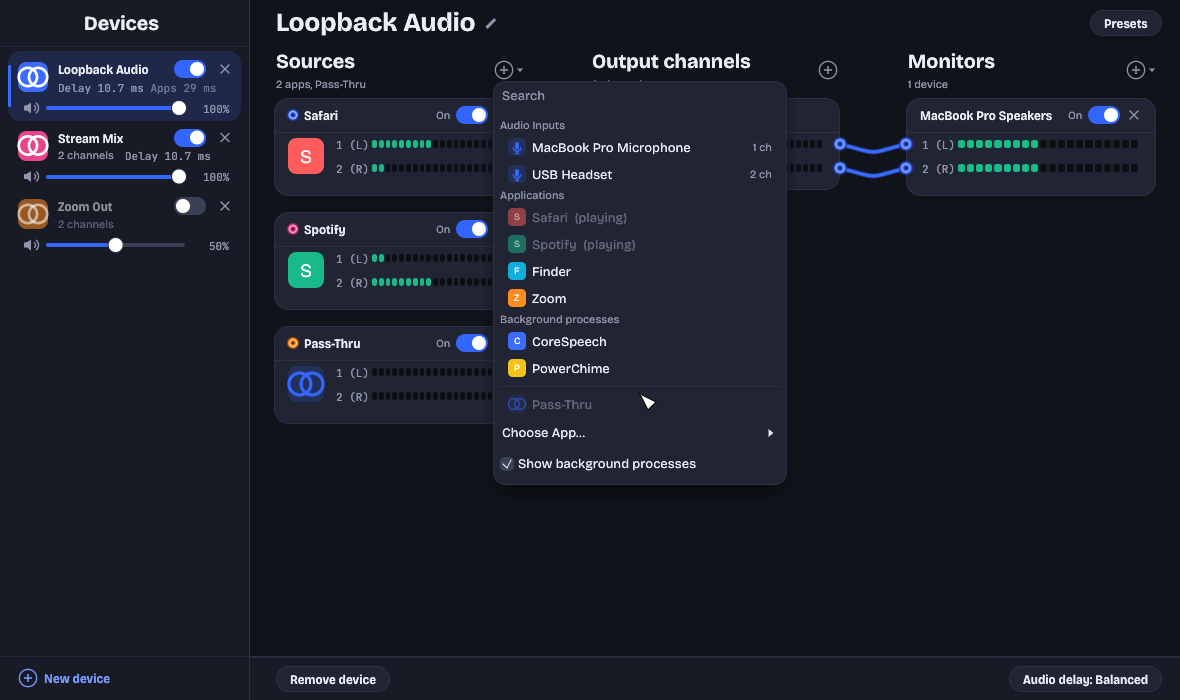 Devices
Loopback Audio
Delay 10.7 ms Apps 29 ms
100%
Stream Mix
2 channels Delay 10.7 ms
100%
Zoom Out
2 channels
50%
New device
Loopback Audio
Presets
Sources
2 apps, Pass-Thru
Safari On
S
1 (L)
2 (R)
Spotify On
S
1 (L)
2 (R)
Pass-Thru On
1 (L)
2 (R)
Output channels
Search
Audio Inputs
MacBook Pro Microphone 1 ch
USB Headset 2 ch
Applications
S Safari (playing)
S Spotify (playing)
F Finder
Z Zoom
Background processes
C CoreSpeech
P PowerChime
Pass-Thru
Choose App...
Show background processes
Monitors
1 device
MacBook Pro Speakers On
1 (L)
2 (R)
Remove device
Audio delay: Balanced